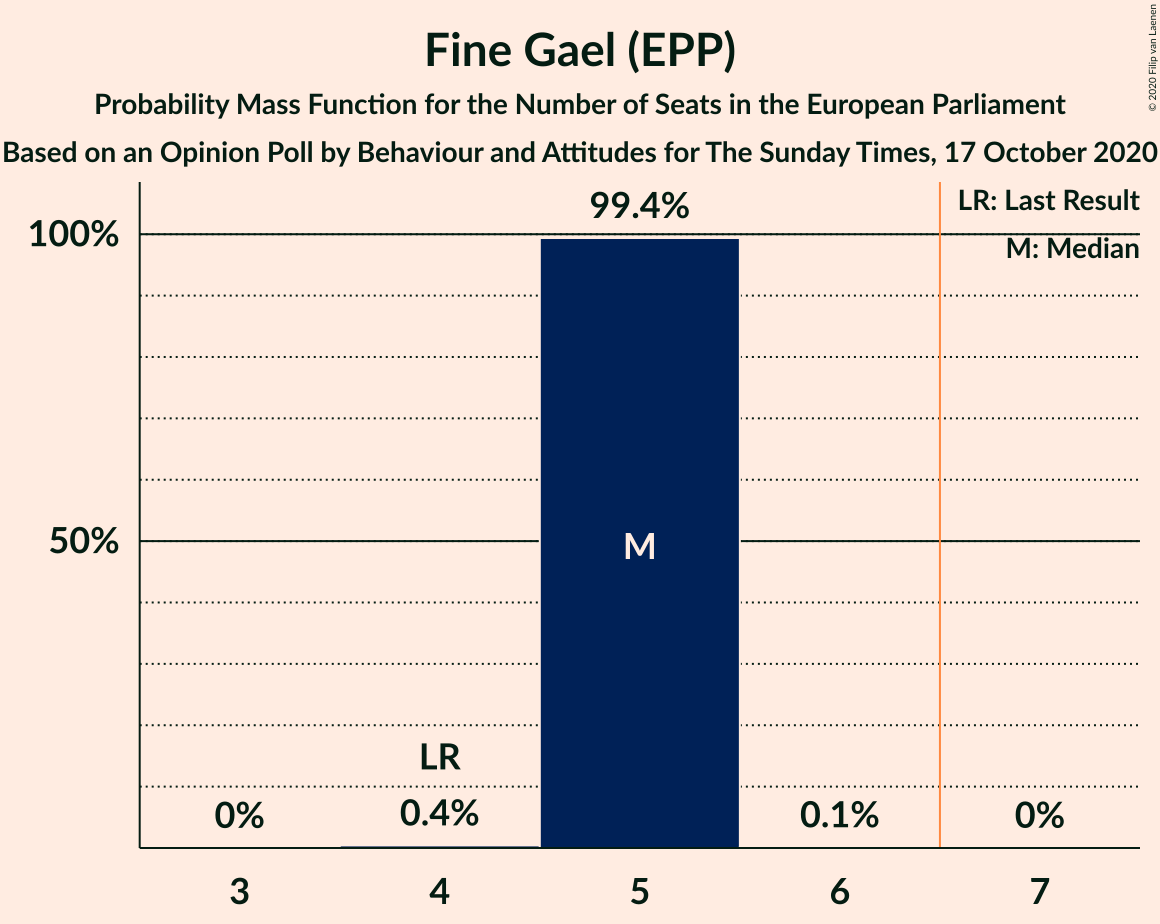 Fine Gael (EPP)
Probability Mass Function for the Number of Seats in the European Parliament
Based on an Opinion Poll by Behaviour and Attitudes for The Sunday Times, 17 October 2020
© 2020 Filip van Laenen
LR: Last Result
M: Median
99.4%
100%
50%
M
LR
0%
0.4%
0.1%
0%
3
4
5
6
7